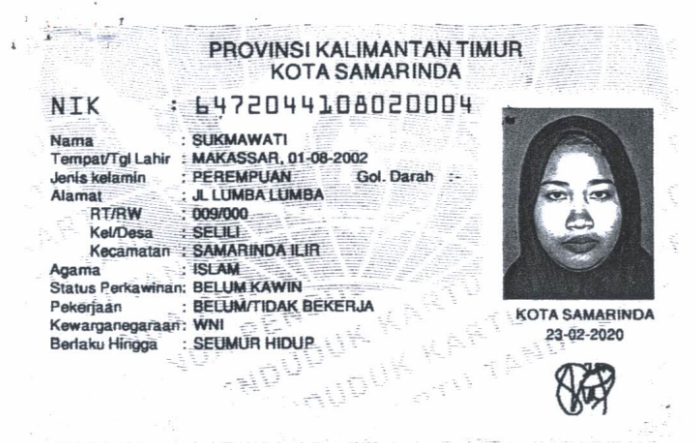 PROVINSI KALIMANTAN TIMUR
KOTA SAMARINDA
NIK : 6472044108020004
Nama : SUKMAWATI
Tempat/Tgl Lahir : MAKASSAR, 01-08-2002
Jenis kelamin : PEREMPUAN Gol. Darah :-
Alamat : JL LUMBA LUMBA
RT/RW : 009/000
Kel/Desa : SELILI
Kecamatan : SAMARINDA ILIR
Agama : ISLAM
Status Perkawinan: BELUM KAWIN
Pekerjaan : BELUM/TIDAK BEKERJA
Kewarganegaraan: WNI
Berlaku Hingga : SEUMUR HIDUP
KOTA SAMARINDA
23-02-2020